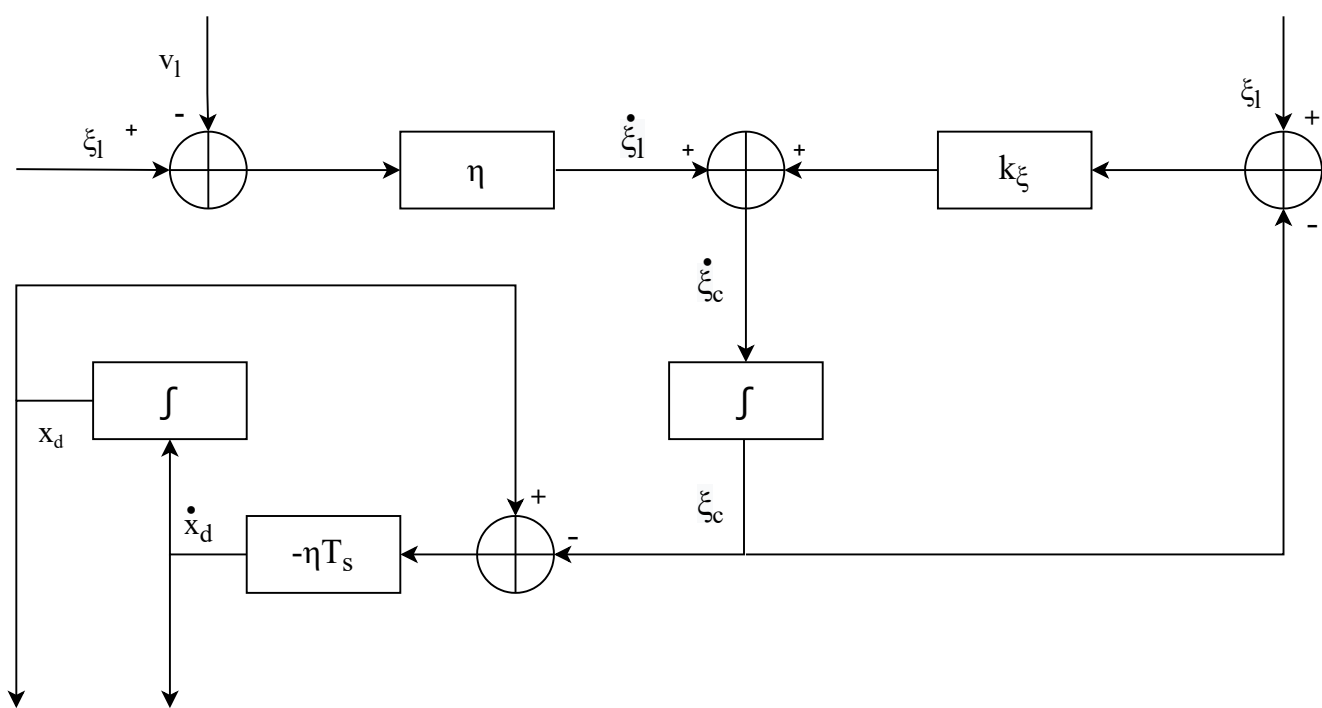 v_l
-
ξ_l
+
η
ξ̇_l
+
+
k_ξ
ξ_l
+
-
ξ̇_c
∫
x_d
∫
ξ_c
+
-
ẋ_d
-ηT_s